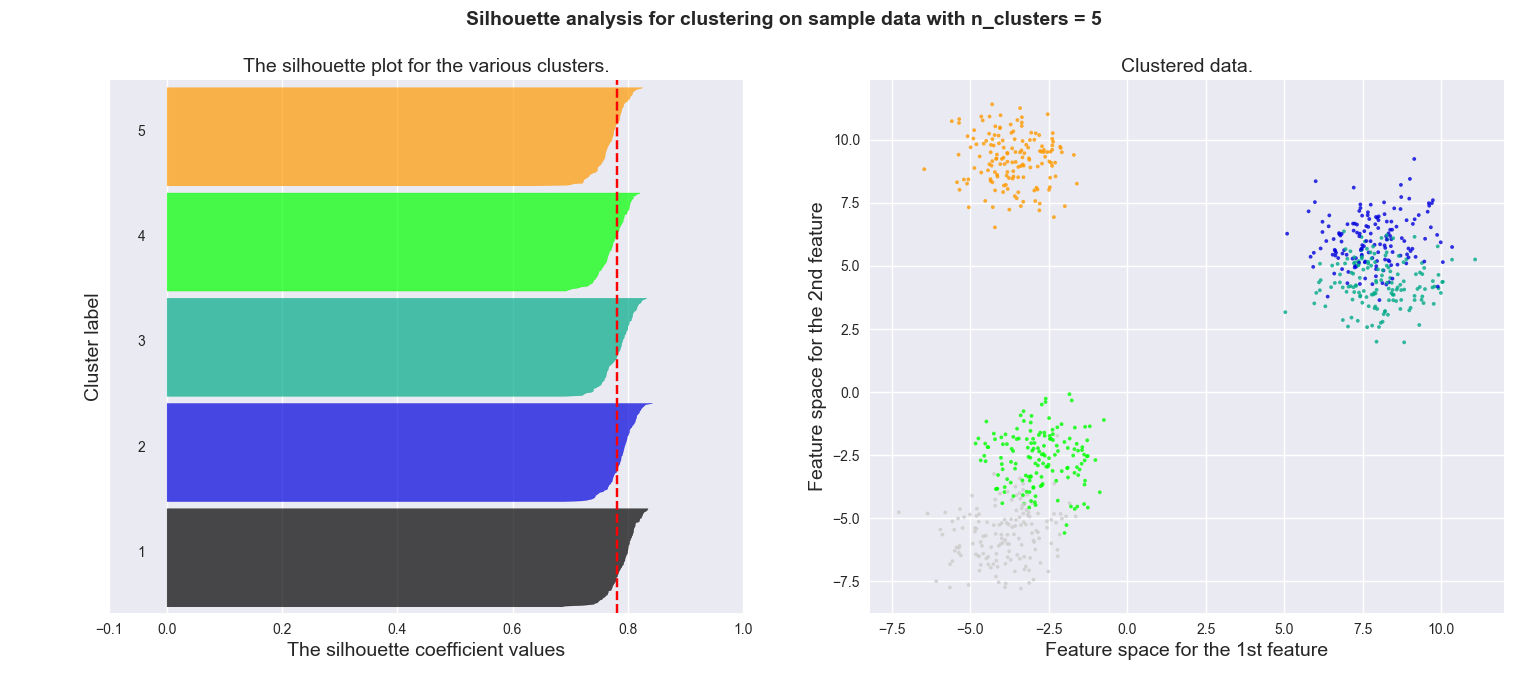 Silhouette analysis for clustering on sample data with n_clusters = 5
The silhouette plot for the various clusters.
Cluster label
5
4
3
2
1
−0.1 0.0 0.2 0.4 0.6 0.8 1.0
The silhouette coefficient values
Clustered data.
Feature space for the 2nd feature
10.0
7.5
5.0
2.5
0.0
−2.5
−5.0
−7.5
−7.5 −5.0 −2.5 0.0 2.5 5.0 7.5 10.0
Feature space for the 1st feature